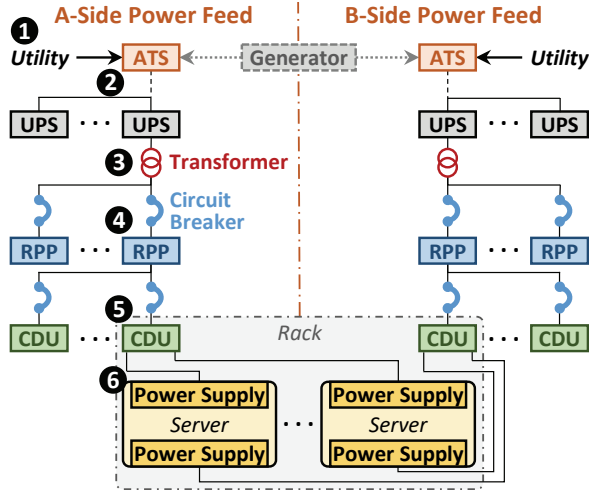 A-Side Power Feed B-Side Power Feed
1
Utility ATS Generator ATS Utility
2
UPS ... UPS UPS ... UPS
3 Transformer
Circuit
Breaker
4
RPP ... RPP RPP ... RPP
5
Rack
CDU ... CDU CDU ... CDU
6
Power Supply Power Supply
Server ... Server
Power Supply Power Supply